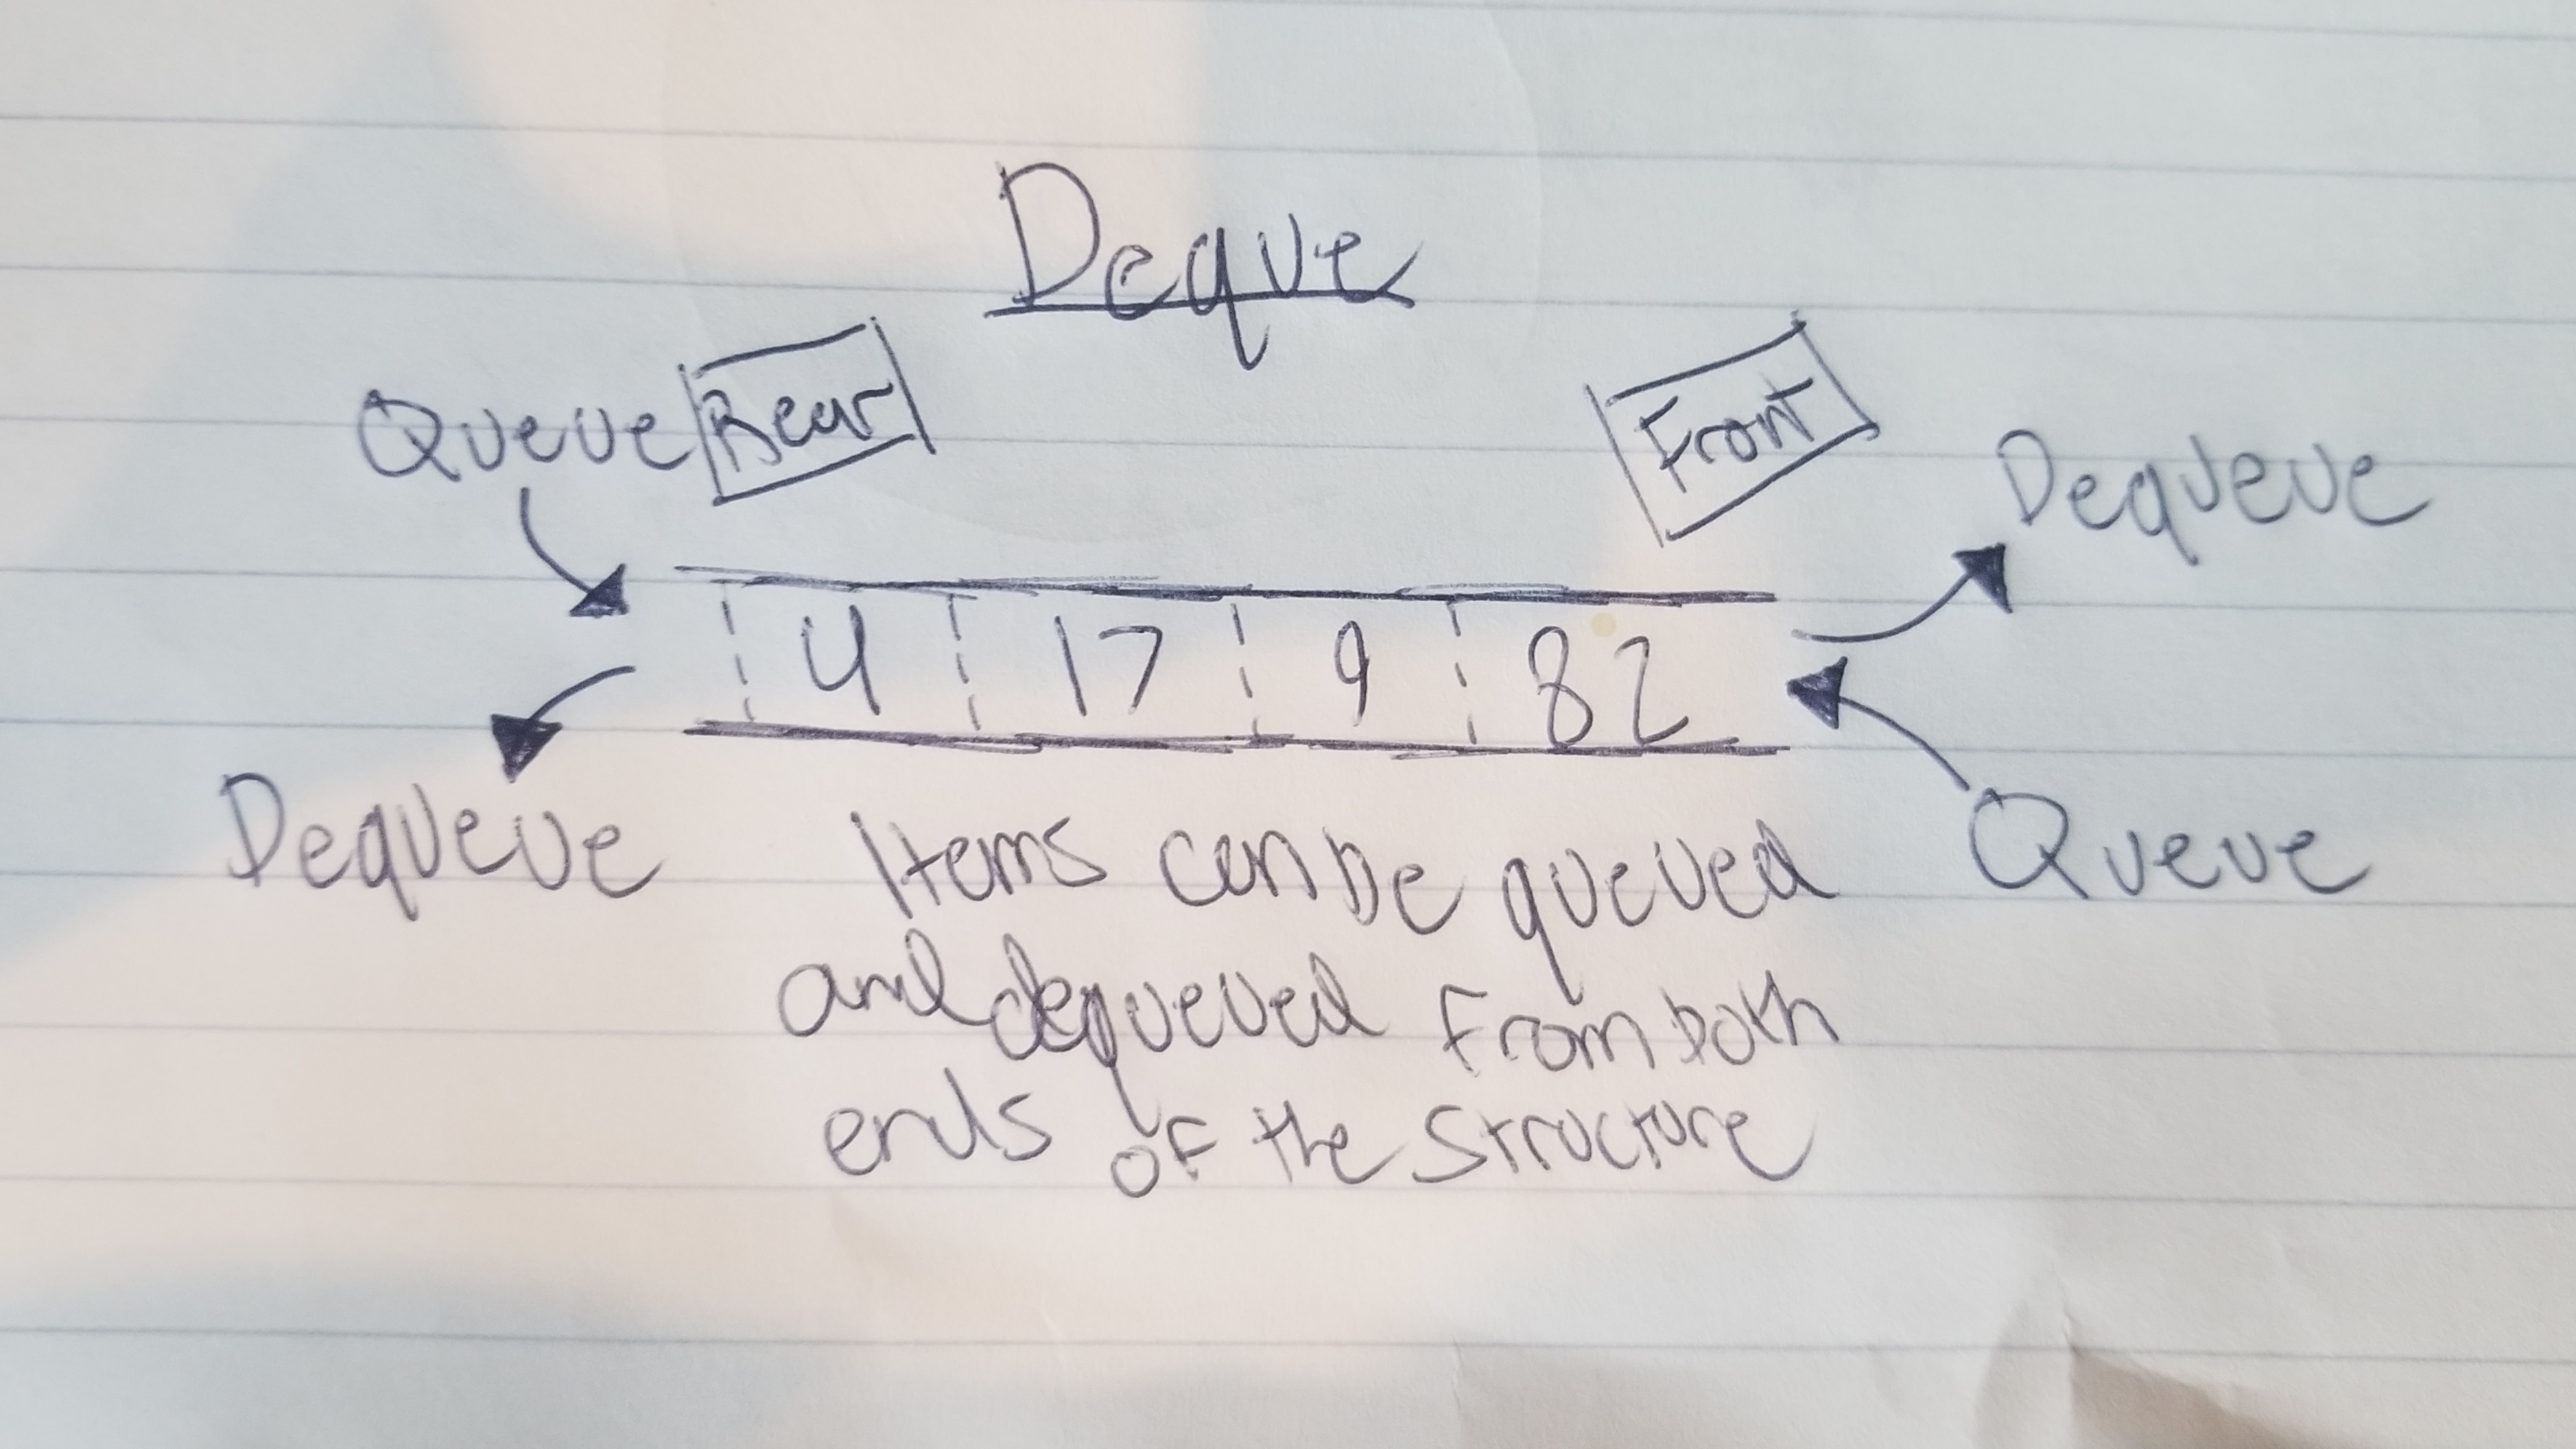 Deque
Queue Rear
Front
Dequeue
4 17 9 82
Dequeue
Queue
Items can be queued
and dequeued from both
ends of the structure